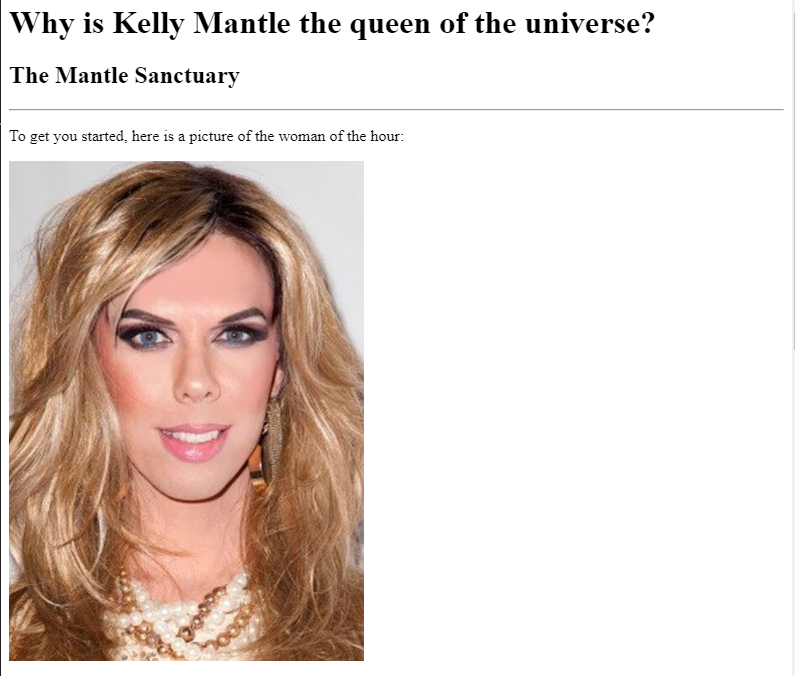 Why is Kelly Mantle the queen of the universe?
The Mantle Sanctuary
To get you started, here is a picture of the woman of the hour: